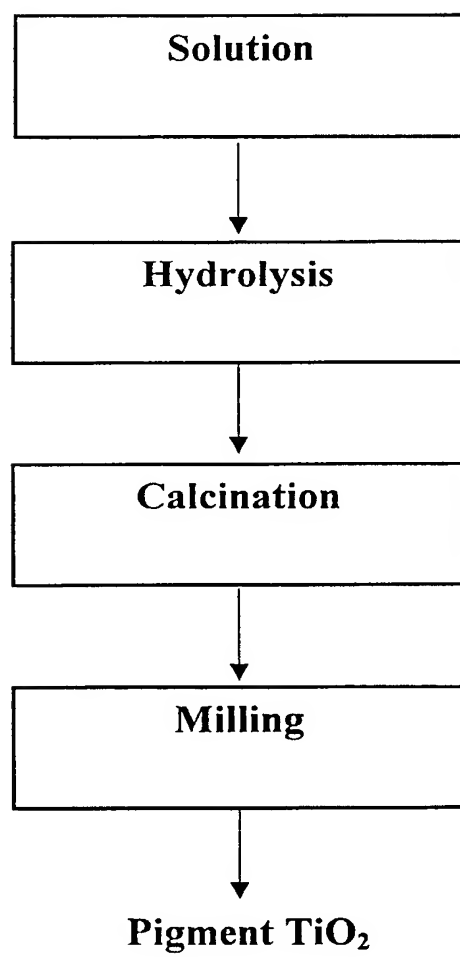 Solution
Hydrolysis
Calcination
Milling
Pigment TiO₂